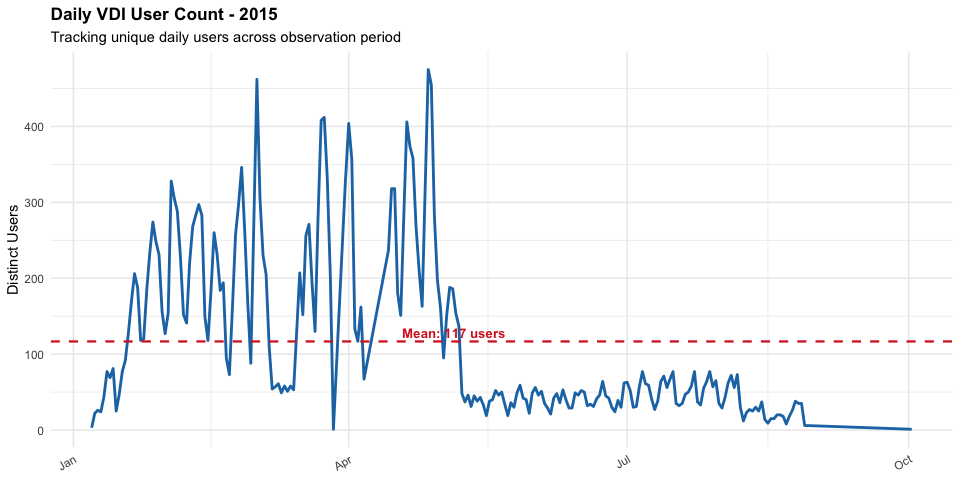 Daily VDI User Count - 2015
Tracking unique daily users across observation period
Distinct Users
400
300
200
100
0
Mean: 117 users
Jan
Apr
Jul
Oct